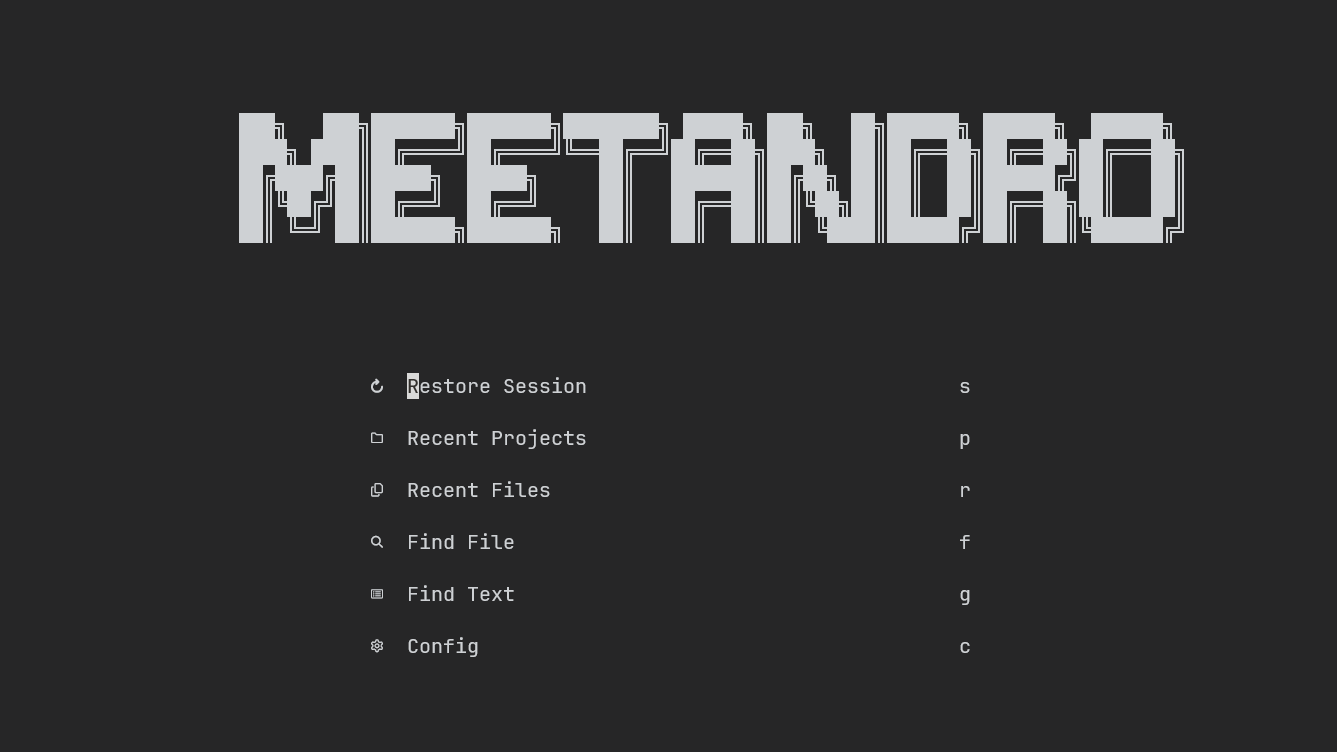 MEETANDRO
Restore Session s
Recent Projects p
Recent Files r
Find File f
Find Text g
Config c